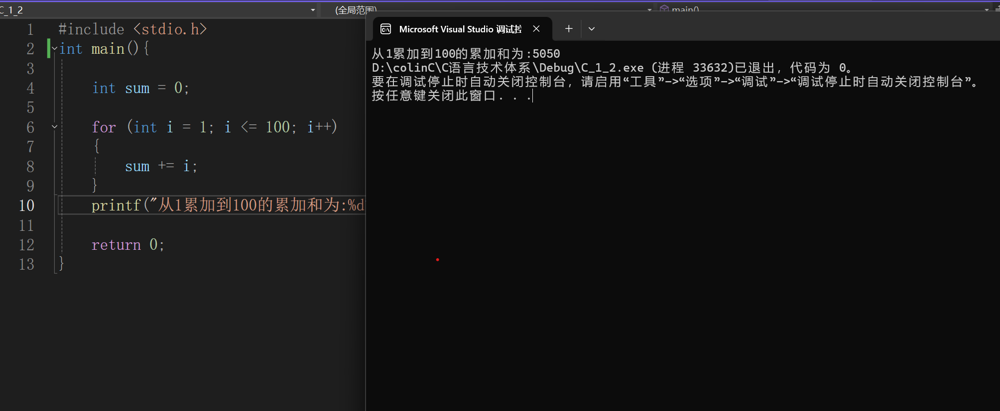 C_1_2
(全局范围)
main()
1 #include <stdio.h>
2 int main(){
3
4 int sum = 0;
5
6 for (int i = 1; i <= 100; i++)
7 {
8 sum += i;
9 }
10 printf("从1累加到100的累加和为:%d
11
12 return 0;
13 }
Microsoft Visual Studio 调试控
从1累加到100的累加和为:5050
D:\colinC\C语言技术体系\Debug\C_1_2.exe (进程 33632)已退出，代码为 0。
要在调试停止时自动关闭控制台，请启用“工具”->“选项”->“调试”->“调试停止时自动关闭控制台”。
按任意键关闭此窗口. . .